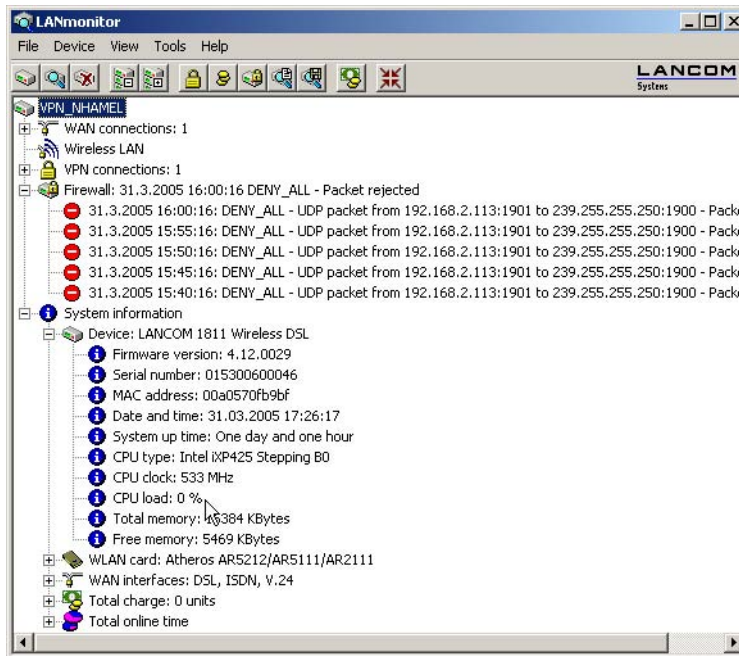 LANmonitor
File Device View Tools Help
LANCOM
Systems
VPN_NHAMEL
WAN connections: 1
Wireless LAN
VPN connections: 1
Firewall: 31.3.2005 16:00:16 DENY_ALL - Packet rejected
31.3.2005 16:00:16: DENY_ALL - UDP packet from 192.168.2.113:1901 to 239.255.255.250:1900 - Pack
31.3.2005 15:55:16: DENY_ALL - UDP packet from 192.168.2.113:1901 to 239.255.255.250:1900 - Pack
31.3.2005 15:50:16: DENY_ALL - UDP packet from 192.168.2.113:1901 to 239.255.255.250:1900 - Pack
31.3.2005 15:45:16: DENY_ALL - UDP packet from 192.168.2.113:1901 to 239.255.255.250:1900 - Pack
31.3.2005 15:40:16: DENY_ALL - UDP packet from 192.168.2.113:1901 to 239.255.255.250:1900 - Pack
System information
Device: LANCOM 1811 Wireless DSL
Firmware version: 4.12.0029
Serial number: 015300600046
MAC address: 00a0570fb9bf
Date and time: 31.03.2005 17:26:17
System up time: One day and one hour
CPU type: Intel iXP425 Stepping B0
CPU clock: 533 MHz
CPU load: 0 %
Total memory: KBytes
Free memory: 5469 KBytes
WLAN card: Atheros AR5212/AR5111/AR2111
WAN interfaces: DSL, ISDN, V.24
Total charge: 0 units
Total online time